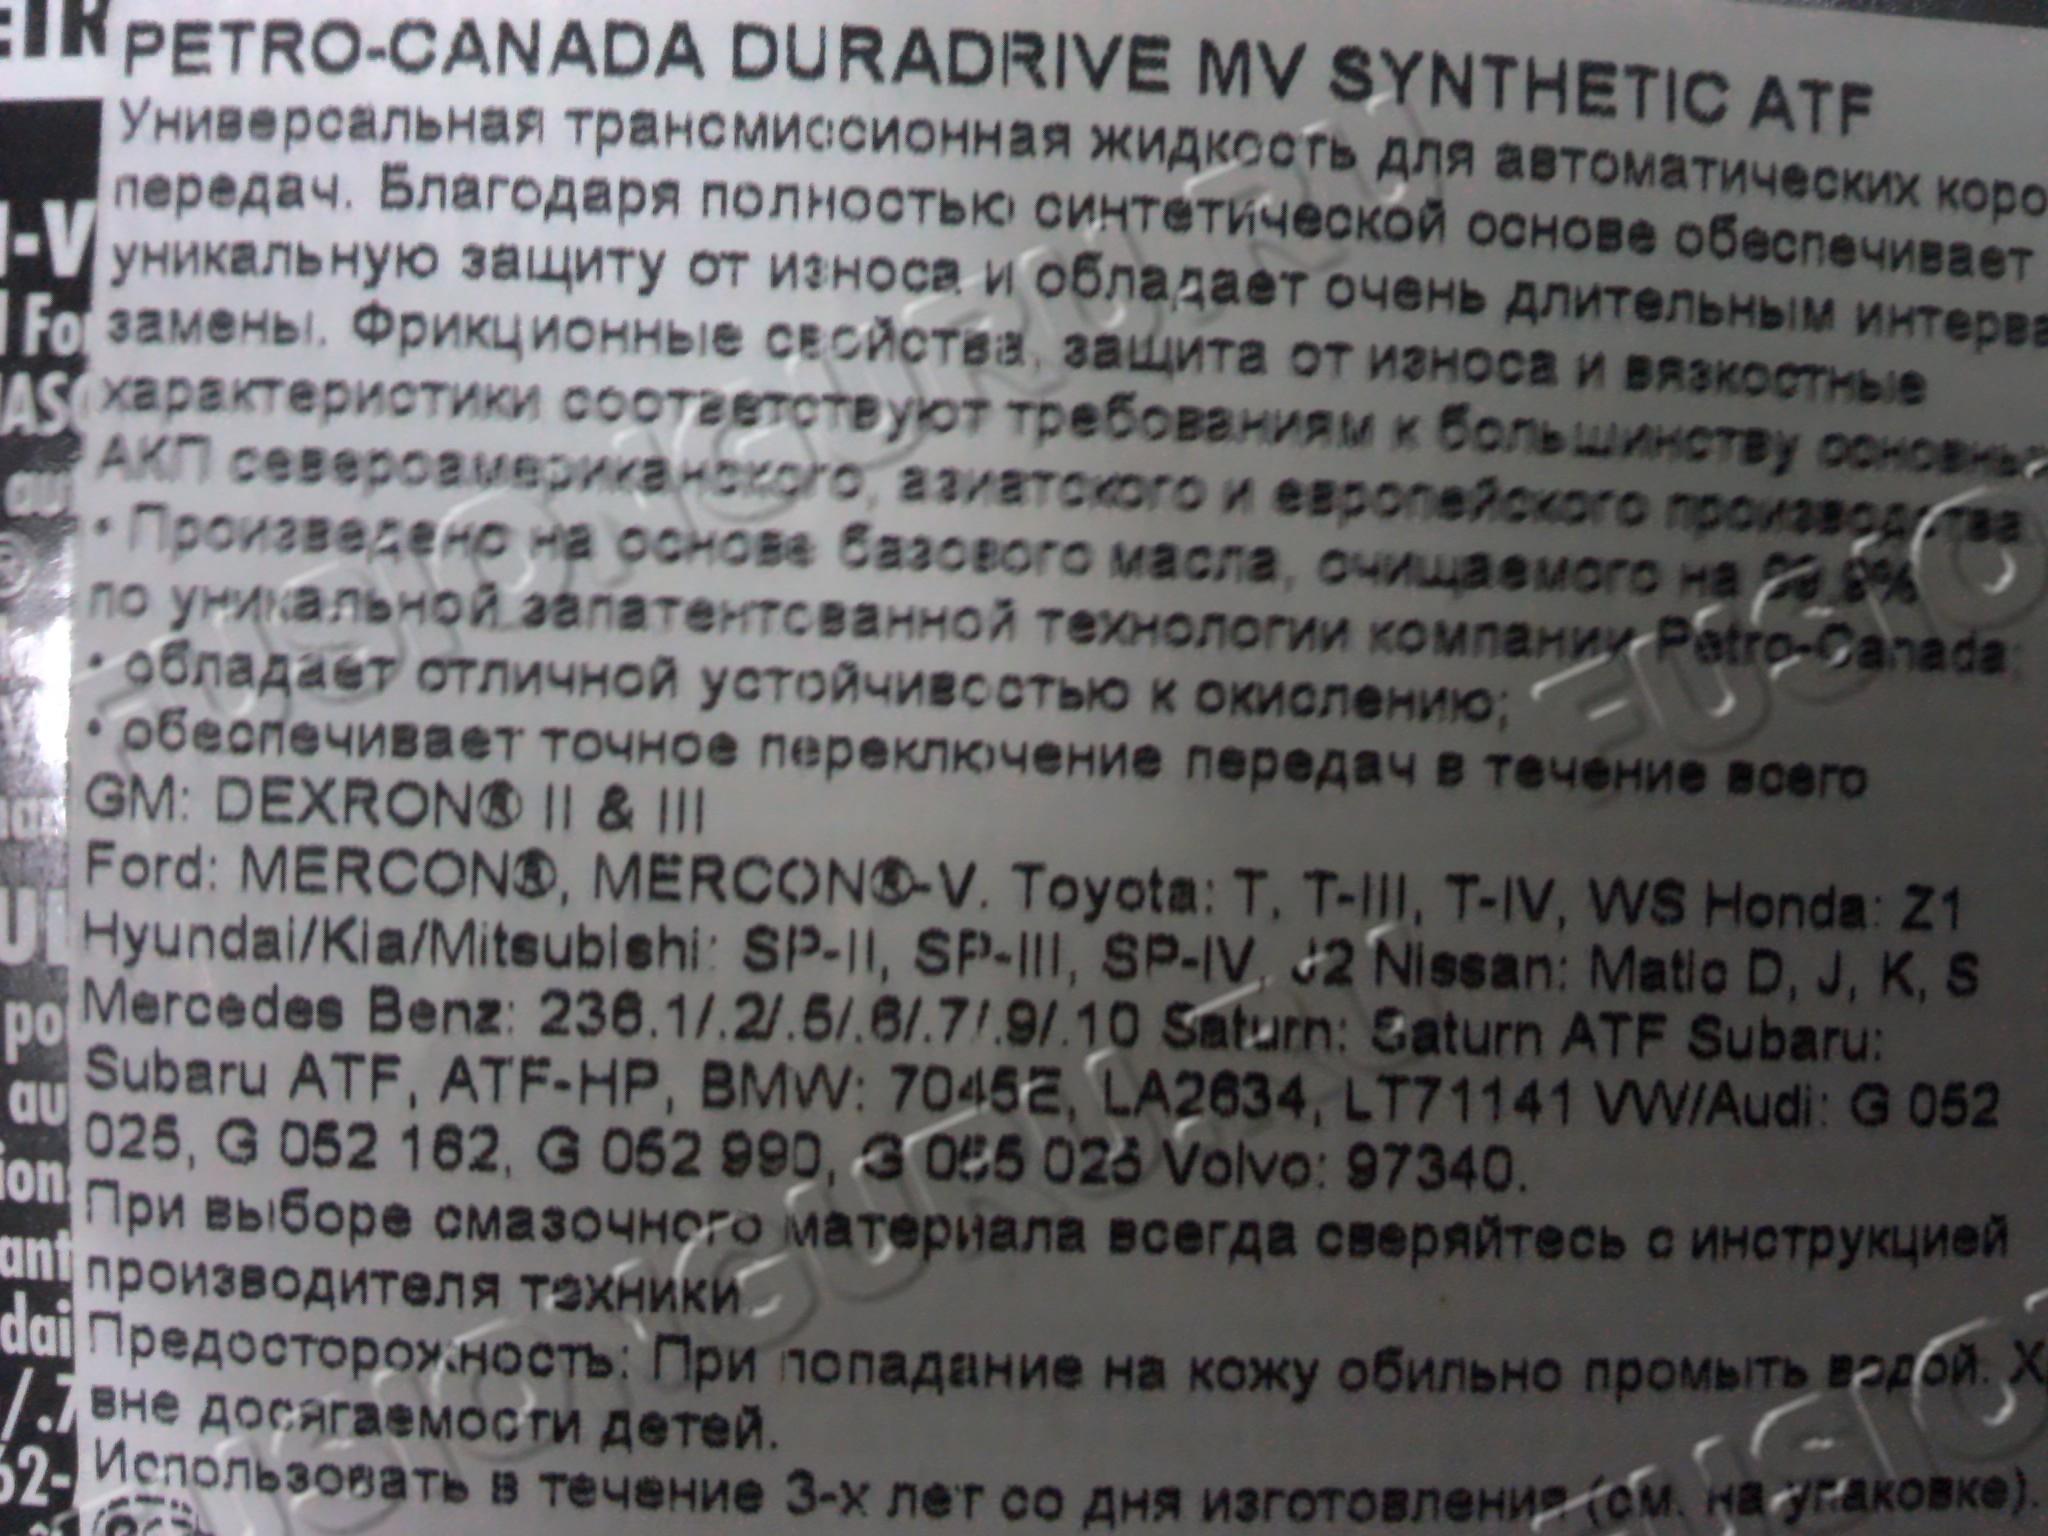 PETRO-CANADA DURADRIVE MV SYNTHETIC ATF
Универсальная трансмиссионная жидкость для автоматических коро
передач. Благодаря полностью синтетической основе обеспечивает
уникальную защиту от износа и обладает очень длительным интерва
замены. Фрикционные свойства, защита от износа и вязкостные
характеристики соответствуют требованиям к большинству основны
АКП североамериканского, азиатского и европейского производства
• Произведено на основе базового масла, очищаемого на 99,9%
по уникальной запатентованной технологии компании Petro-Canada;
• обладает отличной устойчивостью к окислению;
• обеспечивает точное переключение передач в течение всего
GM: DEXRON® II & III
Ford: MERCON®, MERCON®-V. Toyota: T, T-III, T-IV, WS Honda: Z1
Hyundai/Kia/Mitsubishi: SP-II, SP-III, SP-IV, J2 Nissan: Matic D, J, K, S
Mercedes Benz: 236.1/.2/.5/.6/.7/.9/.10 Saturn: Saturn ATF Subaru:
Subaru ATF, ATF-HP, BMW: 7045E, LA2634, LT71141 VW/Audi: G 052
025, G 052 162, G 052 990, G 055 025 Volvo: 97340.
При выборе смазочного материала всегда сверяйтесь с инструкцией
производителя техники.
Предосторожность: При попадание на кожу обильно промыть водой. Х
вне досягаемости детей.
Использовать в течение 3-х лет со дня изготовления (см. на упаковке).
FUSIONGURU.RU
FUSIONGURU.RU